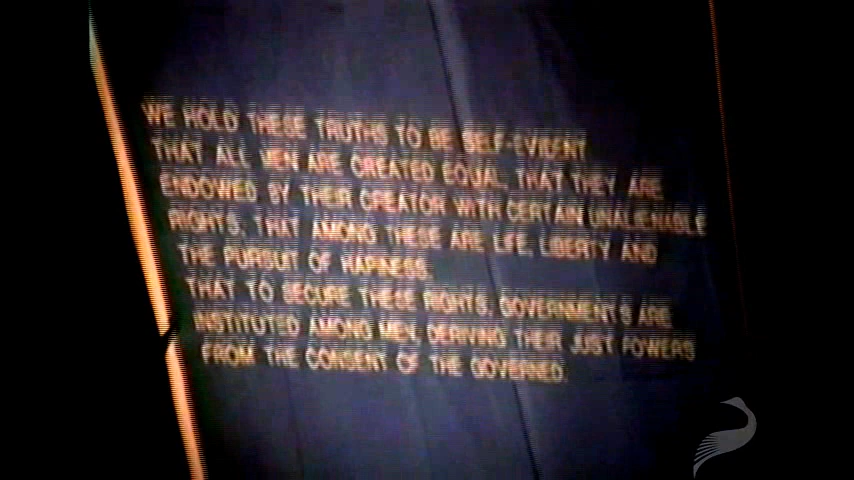 WE HOLD THESE TRUTHS TO BE SELF-EVIDENT
THAT ALL MEN ARE CREATED EQUAL, THAT THEY ARE
ENDOWED BY THEIR CREATOR WITH CERTAIN UNALIENABLE
RIGHTS, THAT AMONG THESE ARE LIFE, LIBERTY AND
THE PURSUIT OF HAPINESS.
THAT TO SECURE THESE RIGHTS, GOVERNMENTS ARE
INSTITUTED AMONG MEN, DERIVING THEIR JUST POWERS
FROM THE CONSENT OF THE GOVERNED.